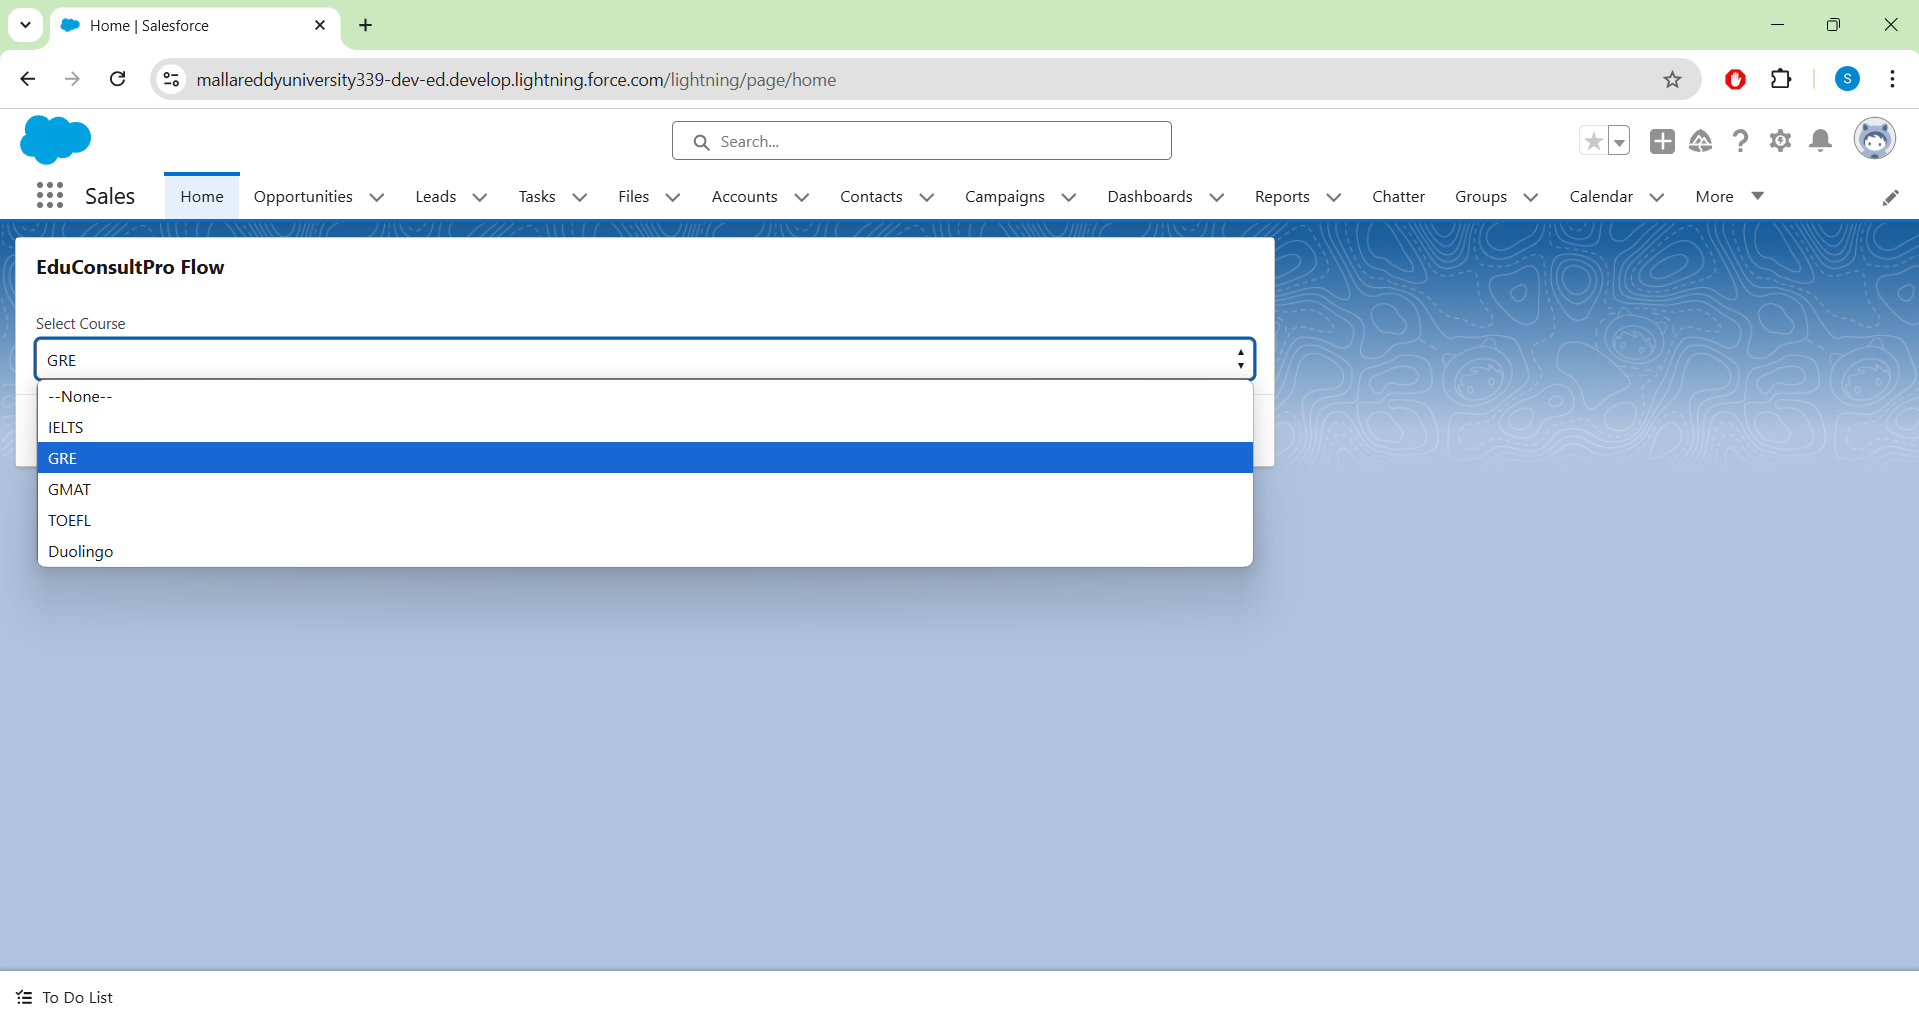 Home | Salesforce
mallareddyuniversity339-dev-ed.develop.lightning.force.com/lightning/page/home
S
Search...
Sales Home Opportunities Leads Tasks Files Accounts Contacts Campaigns Dashboards Reports Chatter Groups Calendar More
EduConsultPro Flow
Select Course
GRE
--None--
IELTS
GRE
GMAT
TOEFL
Duolingo
To Do List